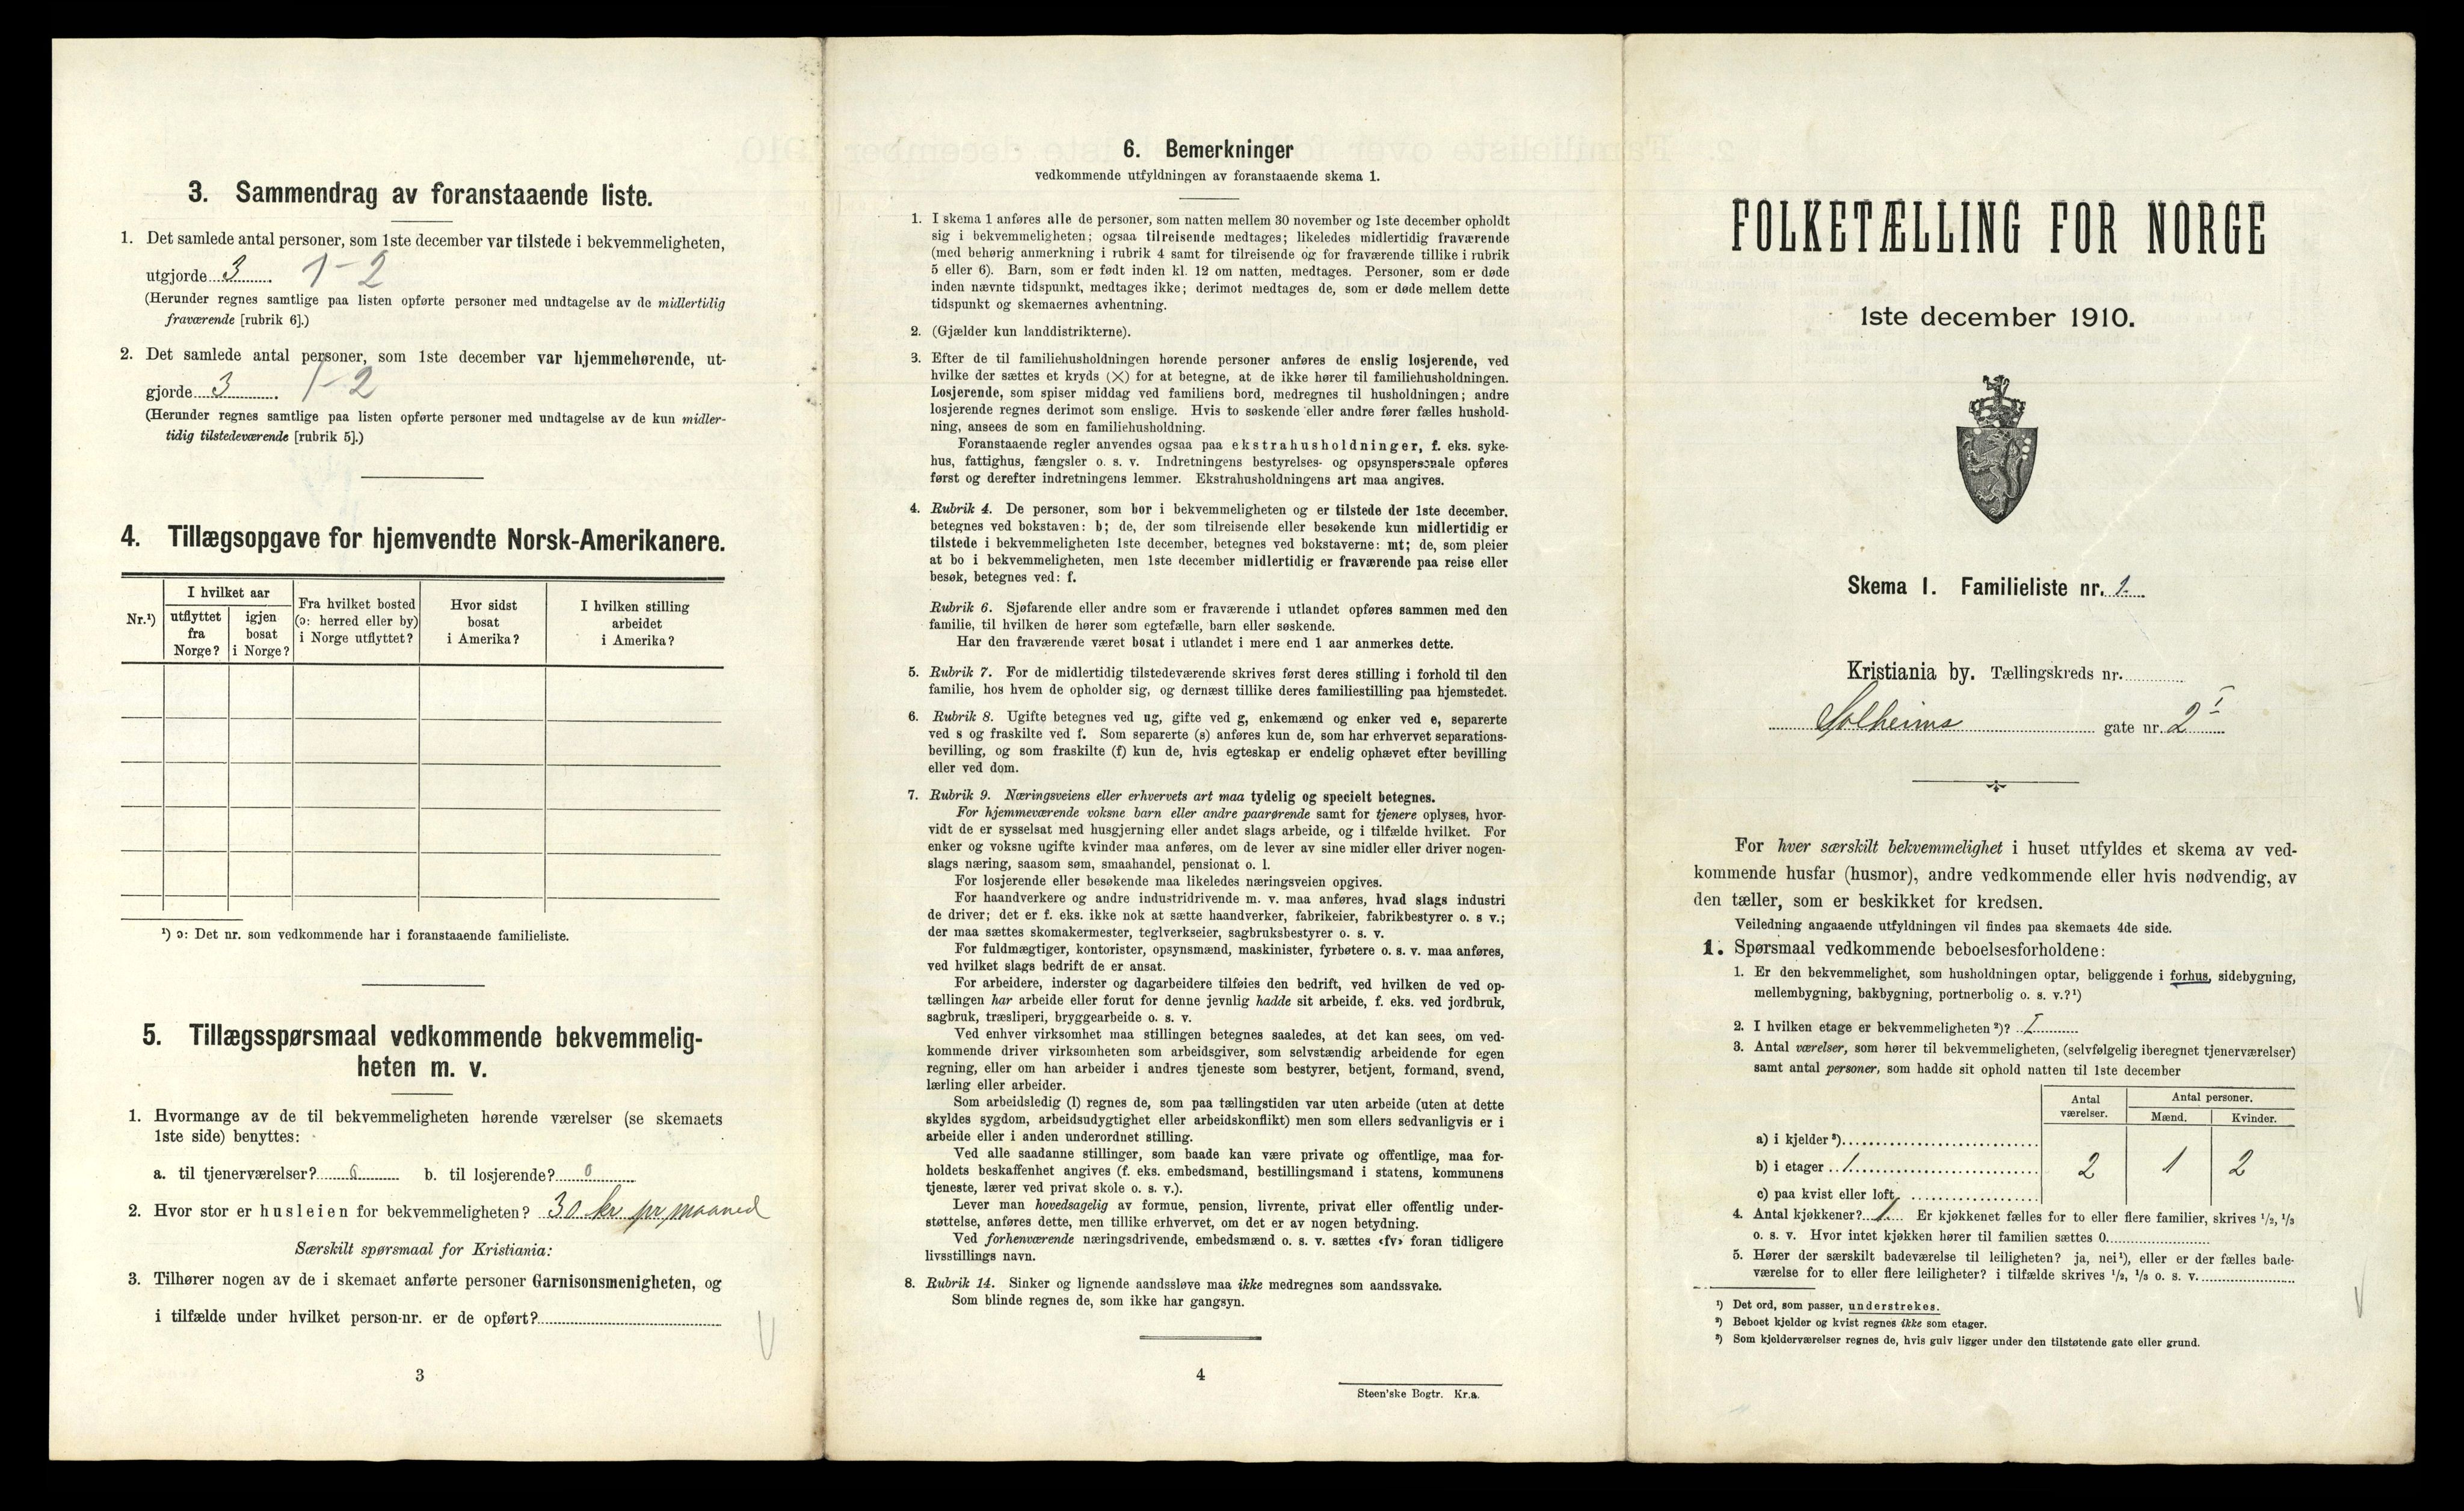 3. Sammendrag av foranstaaende liste.
1. Det samlede antal personer, som 1ste december var tilstede i bekvemmeligheten,
utgjorde 3. 1-2
(Herunder regnes samtlige paa listen opførte personer med undtagelse av de midlertidig
fraværende [rubrik 6].)
2. Det samlede antal personer, som 1ste december var hjemmehørende, ut-
gjorde 3. 1-2
(Herunder regnes samtlige paa listen opførte personer med undtagelse av de kun midler-
tidig tilstedeværende [rubrik 5].)
4. Tillægsopgave for hjemvendte Norsk-Amerikanere.
Nr.¹)
I hvilket aar
utflyttet
fra
Norge?
igjen
bosat
i Norge?
Fra hvilket bosted
(ɔ: herred eller by)
i Norge utflyttet?
Hvor sidst
bosat
i Amerika?
I hvilken stilling
arbeidet
i Amerika?
¹) ɔ: Det nr. som vedkommende har i foranstaaende familieliste.
5. Tillægsspørsmaal vedkommende bekvemmelig-
heten m. v.
1. Hvormange av de til bekvemmeligheten hørende værelser (se skemaets
1ste side) benyttes:
a. til tjenerværelser? 0 b. til losjerende? 0
2. Hvor stor er husleien for bekvemmeligheten? 30 kr pr maaned
Særskilt spørsmaal for Kristiania:
3. Tilhører nogen av de i skemaet anførte personer Garnisonsmenigheten, og
i tilfælde under hvilket person-nr. er de opført?
3
6. Bemerkninger
vedkommende utfyldningen av foranstaaende skema 1.
1. I skema 1 anføres alle de personer, som natten mellem 30 november og 1ste december opholdt
sig i bekvemmeligheten; ogsaa tilreisende medtages; likeledes midlertidig fraværende
(med behørig anmerkning i rubrik 4 samt for tilreisende og for fraværende tillike i rubrik
5 eller 6). Barn, som er født inden kl. 12 om natten, medtages. Personer, som er døde
inden nævnte tidspunkt, medtages ikke; derimot medtages de, som er døde mellem dette
tidspunkt og skemaernes avhentning.
2. (Gjælder kun landdistrikterne).
3. Efter de til familiehusholdningen hørende personer anføres de enslig losjerende, ved
hvilke der sættes et kryds (×) for at betegne, at de ikke hører til familiehusholdningen.
Losjerende, som spiser middag ved familiens bord, medregnes til husholdningen; andre
losjerende regnes derimot som enslige. Hvis to søskende eller andre fører fælles hushold-
ning, ansees de som en familiehusholdning.
Foranstaaende regler anvendes ogsaa paa ekstrahusholdninger, f. eks. syke-
hus, fattighus, fængsler o. s. v. Indretningens bestyrelses- og opsynspersonale opføres
først og derefter indretningens lemmer. Ekstrahusholdningens art maa angives.
4. Rubrik 4. De personer, som bor i bekvemmeligheten og er tilstede der 1ste december,
betegnes ved bokstaven: b; de, der som tilreisende eller besøkende kun midlertidig er
tilstede i bekvemmeligheten 1ste december, betegnes ved bokstaverne: mt; de, som pleier
at bo i bekvemmeligheten, men 1ste december midlertidig er fraværende paa reise eller
besøk, betegnes ved: f.
Rubrik 6. Sjøfarende eller andre som er fraværende i utlandet opføres sammen med den
familie, til hvilken de hører som egtefælle, barn eller søskende.
Har den fraværende været bosat i utlandet i mere end 1 aar anmerkes dette.
5. Rubrik 7. For de midlertidig tilstedeværende skrives først deres stilling i forhold til den
familie, hos hvem de opholder sig, og dernæst tillike deres familiestilling paa hjemstedet.
6. Rubrik 8. Ugifte betegnes ved ug, gifte ved g, enkemænd og enker ved e, separerte
ved s og fraskilte ved f. Som separerte (s) anføres kun de, som har erhvervet separations-
bevilling, og som fraskilte (f) kun de, hvis egteskap er endelig ophævet efter bevilling
eller ved dom.
7. Rubrik 9. Næringsveiens eller erhvervets art maa tydelig og specielt betegnes.
For hjemmeværende voksne barn eller andre paarørende samt for tjenere oplyses, hvor-
vidt de er sysselsat med husgjerning eller andet slags arbeide, og i tilfælde hvilket. For
enker og voksne ugifte kvinder maa anføres, om de lever av sine midler eller driver nogen-
slags næring, saasom søm, smaahandel, pensionat o. l.
For losjerende eller besøkende maa likeledes næringsveien opgives.
For haandverkere og andre industridrivende m. v. maa anføres, hvad slags industri
de driver; det er f. eks. ikke nok at sætte haandverker, fabrikeier, fabrikbestyrer o. s v.;
der maa sættes skomakermester, teglverkseier, sagbruksbestyrer o. s. v.
For fuldmægtiger, kontorister, opsynsmænd, maskinister, fyrbøtere o. s. v. maa anføres,
ved hvilket slags bedrift de er ansat.
For arbeidere, inderster og dagarbeidere tilføies den bedrift, ved hvilken de ved op-
tællingen har arbeide eller forut for denne jevnlig hadde sit arbeide, f. eks. ved jordbruk,
sagbruk, træsliperi, bryggearbeide o. s. v.
Ved enhver virksomhet maa stillingen betegnes saaledes, at det kan sees, om ved-
kommende driver virksomheten som arbeidsgiver, som selvstændig arbeidende for egen
regning, eller om han arbeider i andres tjeneste som bestyrer, betjent, formand, svend,
lærling eller arbeider.
Som arbeidsledig (l) regnes de, som paa tællingstiden var uten arbeide (uten at dette
skyldes sygdom, arbeidsudygtighet eller arbeidskonflikt) men som ellers sedvanligvis er i
arbeide eller i anden underordnet stilling.
Ved alle saadanne stillinger, som baade kan være private og offentlige, maa for-
holdets beskaffenhet angives (f. eks. embedsmand, bestillingsmand i statens, kommunens
tjeneste, lærer ved privat skole o. s. v.).
Lever man hovedsagelig av formue, pension, livrente, privat eller offentlig under-
støttelse, anføres dette, men tillike erhvervet, om det er av nogen betydning.
Ved forhenværende næringsdrivende, embedsmænd o. s. v. sættes «fv» foran tidligere
livsstillings navn.
8. Rubrik 14. Sinker og lignende aandssløve maa ikke medregnes som aandssvake.
Som blinde regnes de, som ikke har gangsyn.
4
Steen'ske Bogtr. Kr.a.
FOLKETÆLLING FOR NORGE
1ste december 1910.
Skema 1. Familieliste nr. 1.
Kristiania by. Tællingskreds nr.
Solheims gate nr. 2 I
For hver særskilt bekvemmelighet i huset utfyldes et skema av ved-
kommende husfar (husmor), andre vedkommende eller hvis nødvendig, av
den tæller, som er beskikket for kredsen.
Veiledning angaaende utfyldningen vil findes paa skemaets 4de side.
1. Spørsmaal vedkommende beboelsesforholdene:
1. Er den bekvemmelighet, som husholdningen optar, beliggende i forhus, sidebygning,
mellembygning, bakbygning, portnerbolig o. s. v.?¹)
2. I hvilken etage er bekvemmeligheten²)? I
3. Antal værelser, som hører til bekvemmeligheten, (selvfølgelig iberegnet tjenerværelser)
samt antal personer, som hadde sit ophold natten til 1ste december
Antal
værelser.
Antal personer.
Mænd.
Kvinder.
a) i kjelder³)
b) i etager 1 2 1 2
c) paa kvist eller loft
4. Antal kjøkkener? 1 Er kjøkkenet fælles for to eller flere familier, skrives ¹/₂, ¹/₃
o. s. v. Hvor intet kjøkken hører til familien sættes 0.
5. Hører der særskilt badeværelse til leiligheten? ja, nei¹), eller er der fælles bade-
værelse for to eller flere leiligheter? i tilfælde skrives ¹/₂, ¹/₃ o. s. v.
¹) Det ord, som passer, understrekes.
²) Beboet kjelder og kvist regnes ikke som etager.
³) Som kjelderværelser regnes de, hvis gulv ligger under den tilstøtende gate eller grund.